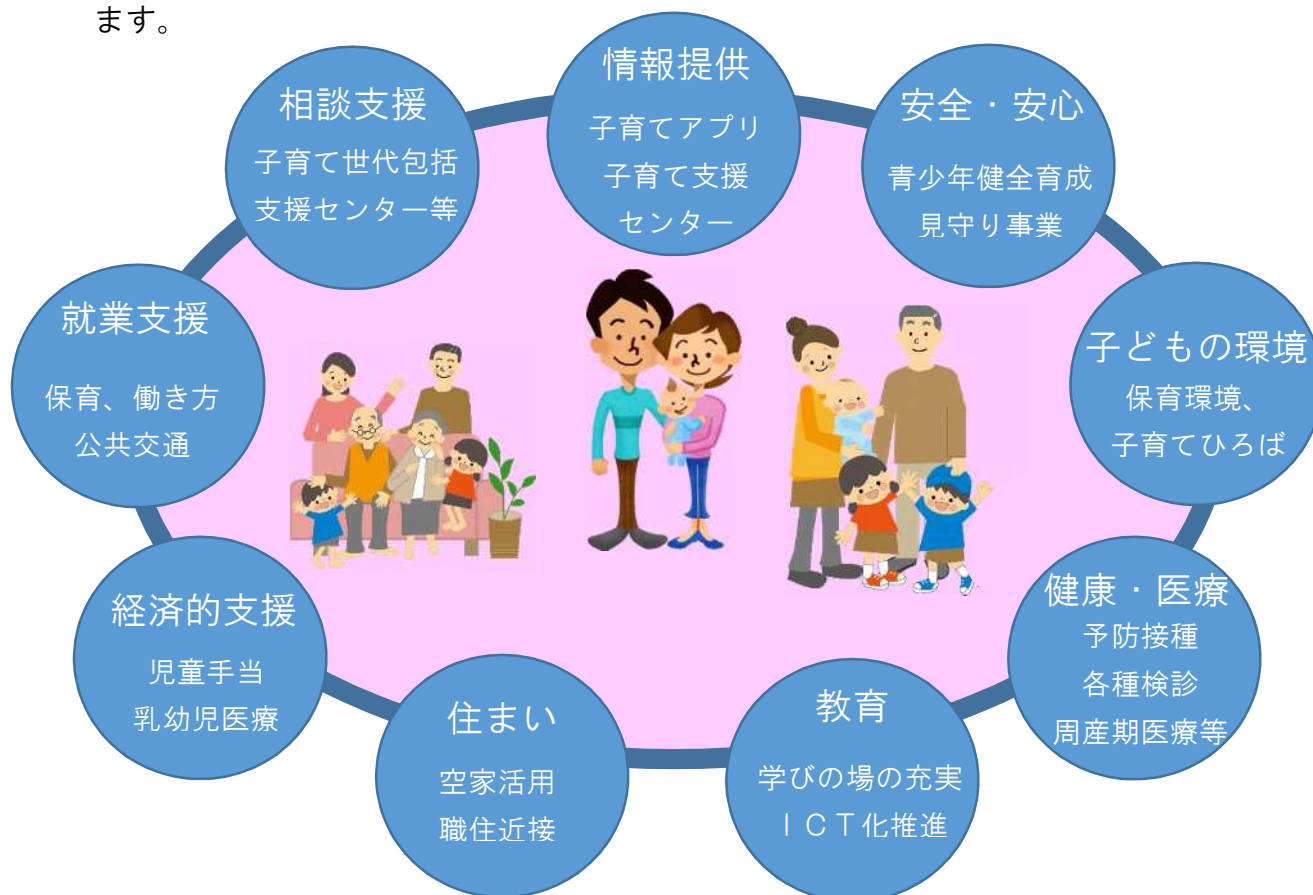 ます。
情報提供
子育てアプリ
子育て支援
センター
安全・安心
青少年健全育成
見守り事業
子どもの環境
保育環境、
子育てひろば
健康・医療
予防接種
各種検診
周産期医療等
教育
学びの場の充実
ＩＣＴ化推進
住まい
空家活用
職住近接
経済的支援
児童手当
乳幼児医療
就業支援
保育、働き方
公共交通
相談支援
子育て世代包括
支援センター等